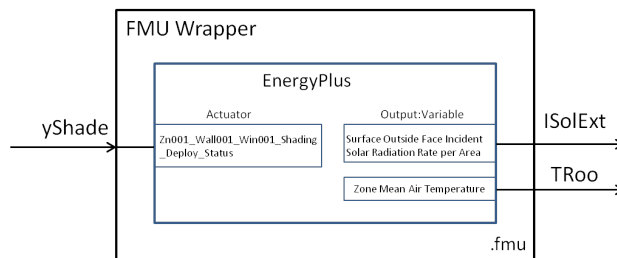 FMU Wrapper
EnergyPlus
Actuator
Output:Variable
yShade
Zn001_Wall001_Win001_Shading
_Deploy_Status
Surface Outside Face Incident
Solar Radiation Rate per Area
ISolExt
Zone Mean Air Temperature
TRoo
.fmu